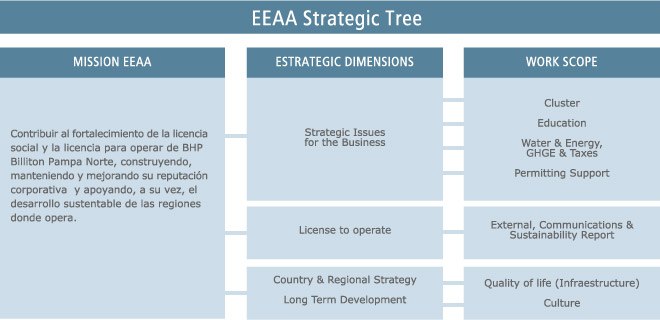 EEAA Strategic Tree
MISSION EEAA
Contribuir al fortalecimiento de la licencia
social y la licencia para operar de BHP
Billiton Pampa Norte, construyendo,
manteniendo y mejorando su reputación
corporativa y apoyando, a su vez, el
desarrollo sustentable de las regiones
donde opera.
ESTRATEGIC DIMENSIONS
Strategic Issues
for the Business
License to operate
Country & Regional Strategy
Long Term Development
WORK SCOPE
Cluster
Education
Water & Energy,
GHGE & Taxes
Permitting Support
External, Communications &
Sustainability Report
Quality of life (Infraestructure)
Culture